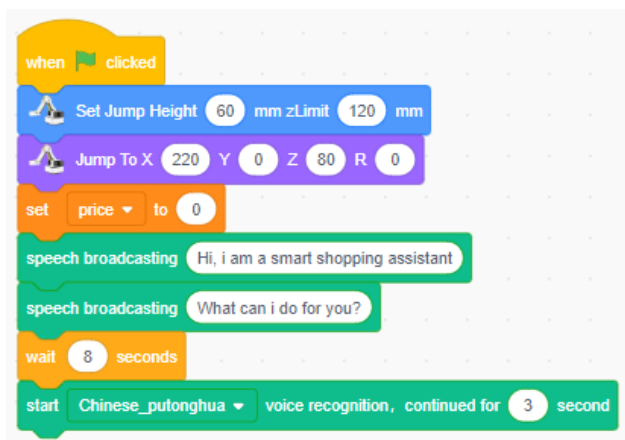 when clicked
Set Jump Height 60 mm zLimit 120 mm
Jump To X 220 Y 0 Z 80 R 0
set price to 0
speech broadcasting Hi, i am a smart shopping assistant
speech broadcasting What can i do for you?
wait 8 seconds
start Chinese_putonghua voice recognition, continued for 3 second